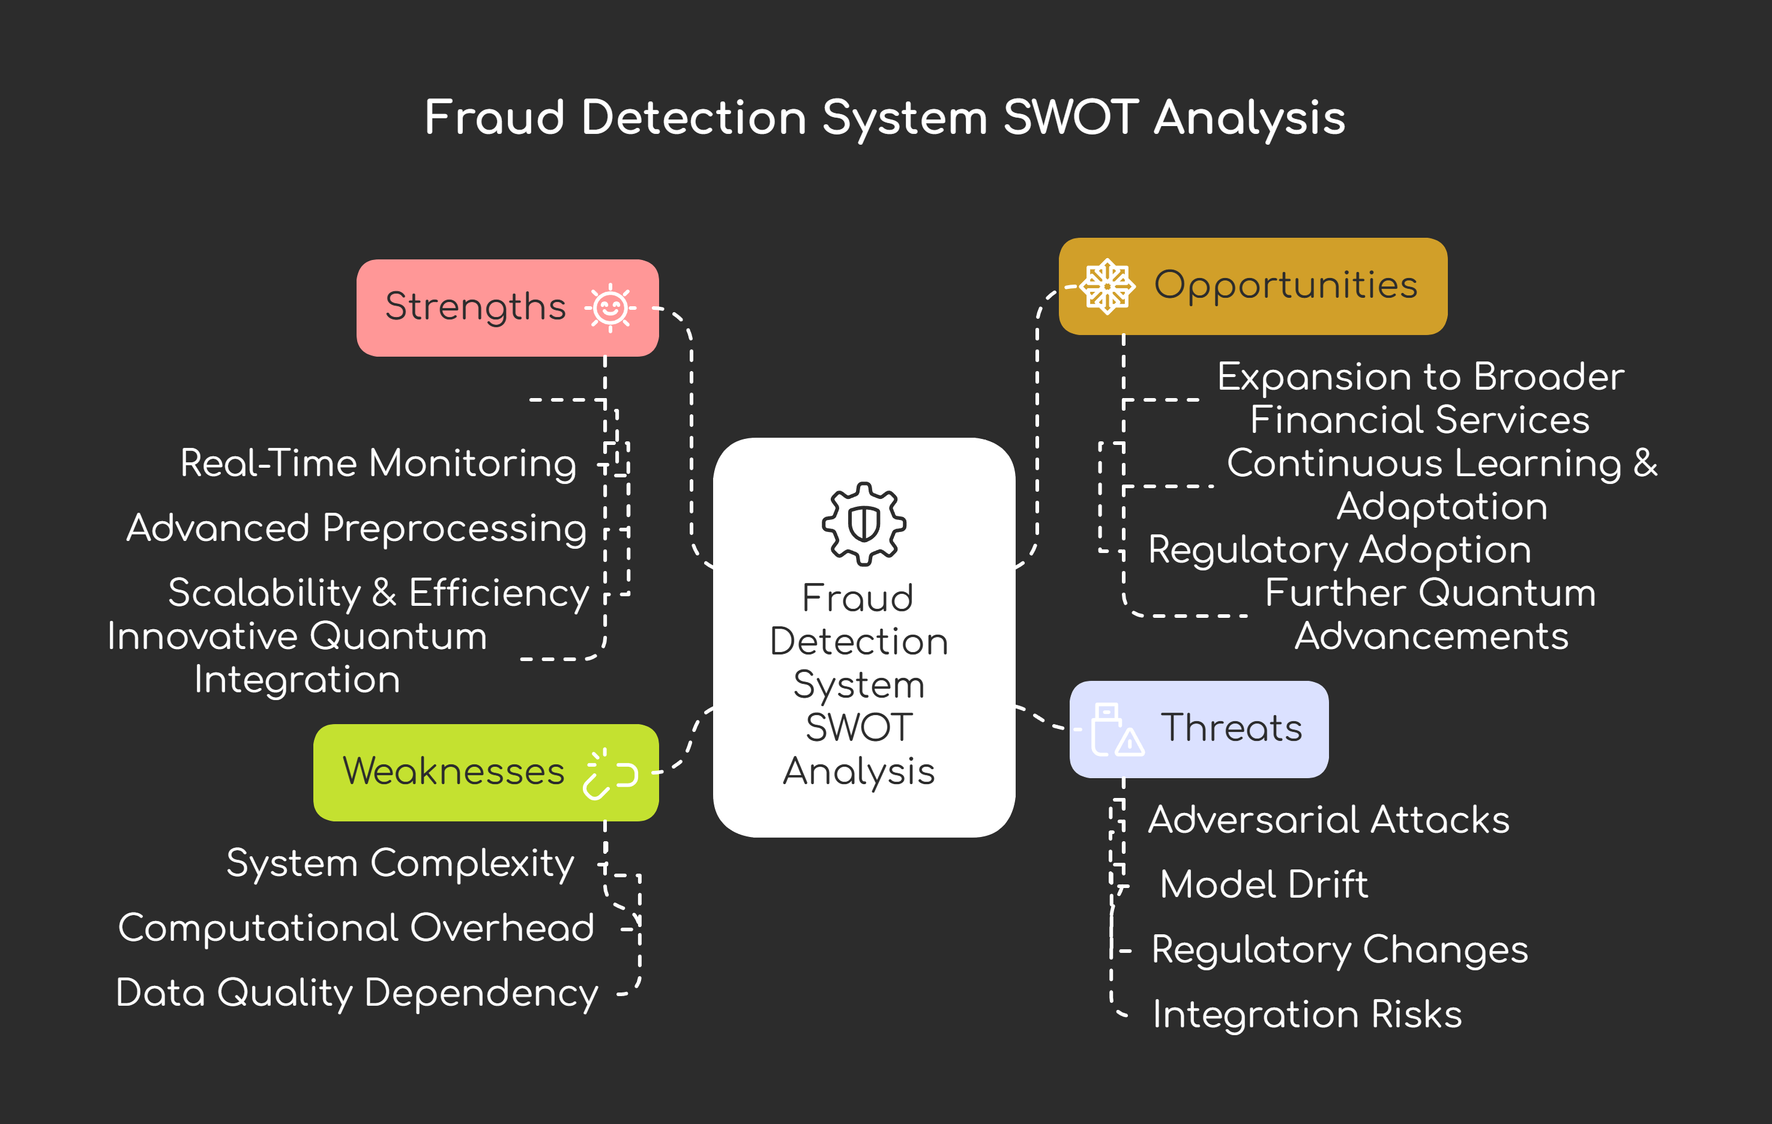 Fraud Detection System SWOT Analysis
Strengths
Real-Time Monitoring
Advanced Preprocessing
Scalability & Efficiency
Innovative Quantum
Integration
Weaknesses
System Complexity
Computational Overhead
Data Quality Dependency
Fraud
Detection
System
SWOT
Analysis
Opportunities
Expansion to Broader
Financial Services
Continuous Learning &
Adaptation
Regulatory Adoption
Further Quantum
Advancements
Threats
Adversarial Attacks
Model Drift
Regulatory Changes
Integration Risks